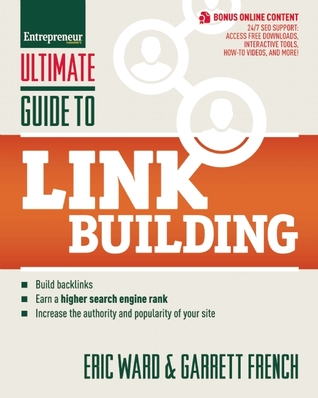 Entrepreneur
ULTIMATE
GUIDE TO
BONUS ONLINE CONTENT
24/7 SEO SUPPORT:
ACCESS FREE DOWNLOADS,
INTERACTIVE TOOLS,
HOW-TO VIDEOS, AND MORE!
LINK
BUILDING
Build backlinks
Earn a higher search engine rank
Increase the authority and popularity of your site
ERIC WARD & GARRETT FRENCH